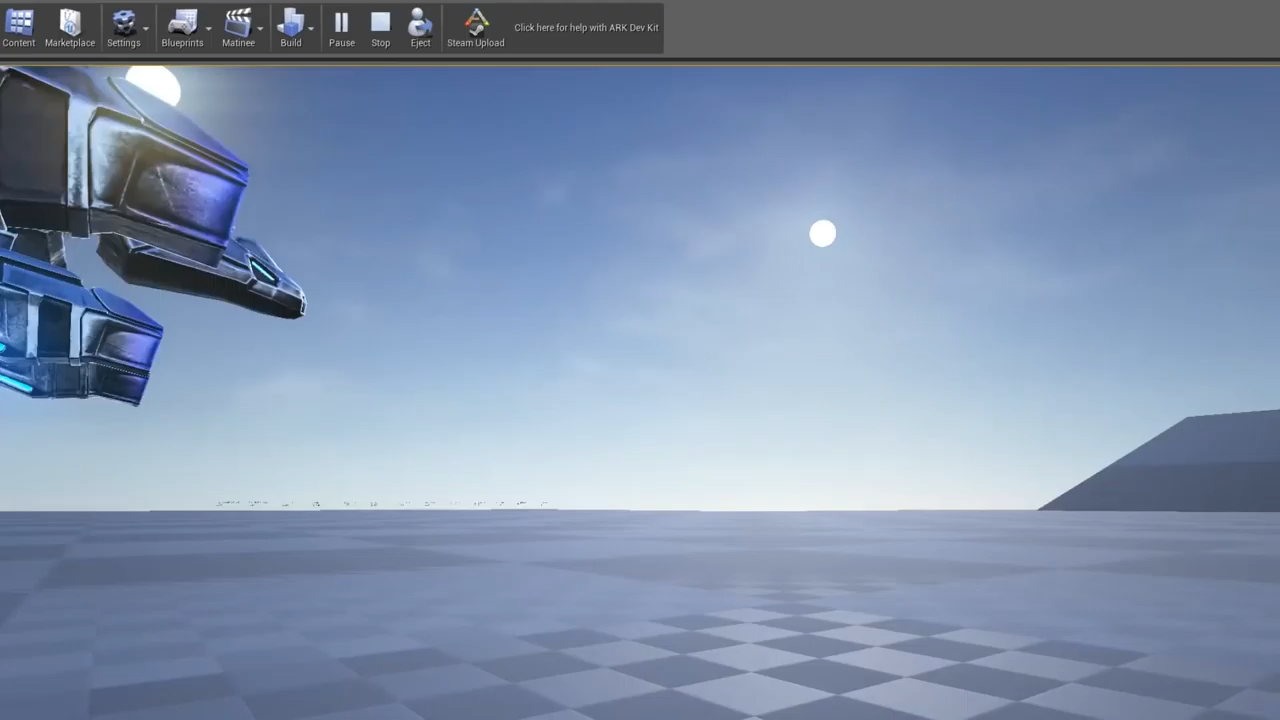 Content
Marketplace
Settings
Blueprints
Matinee
Build
Pause
Stop
Eject
Steam Upload
Click here for help with ARK Dev Kit